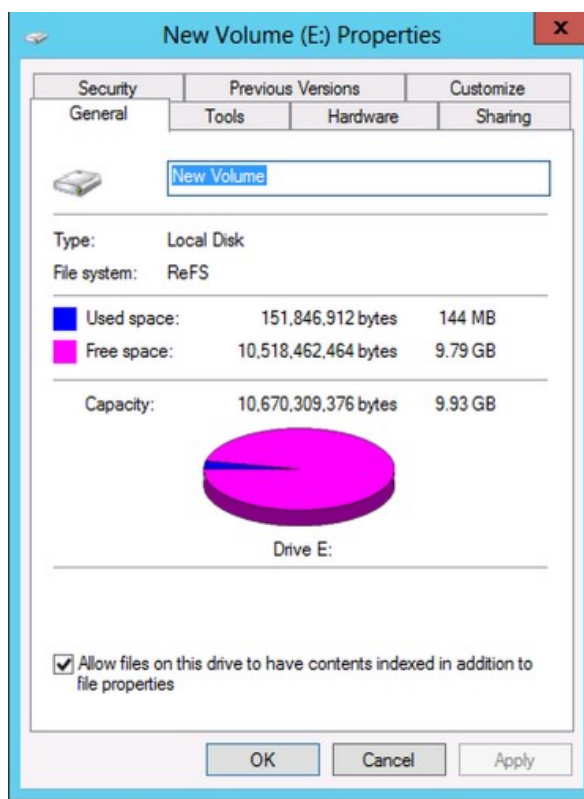 New Volume (E:) Properties
x
Security Previous Versions Customize
General Tools Hardware Sharing
New Volume
Type: Local Disk
File system: ReFS
Used space: 151,846,912 bytes 144 MB
Free space: 10,518,462,464 bytes 9.79 GB
Capacity: 10,670,309,376 bytes 9.93 GB
Drive E:
Allow files on this drive to have contents indexed in addition to
file properties
OK Cancel Apply